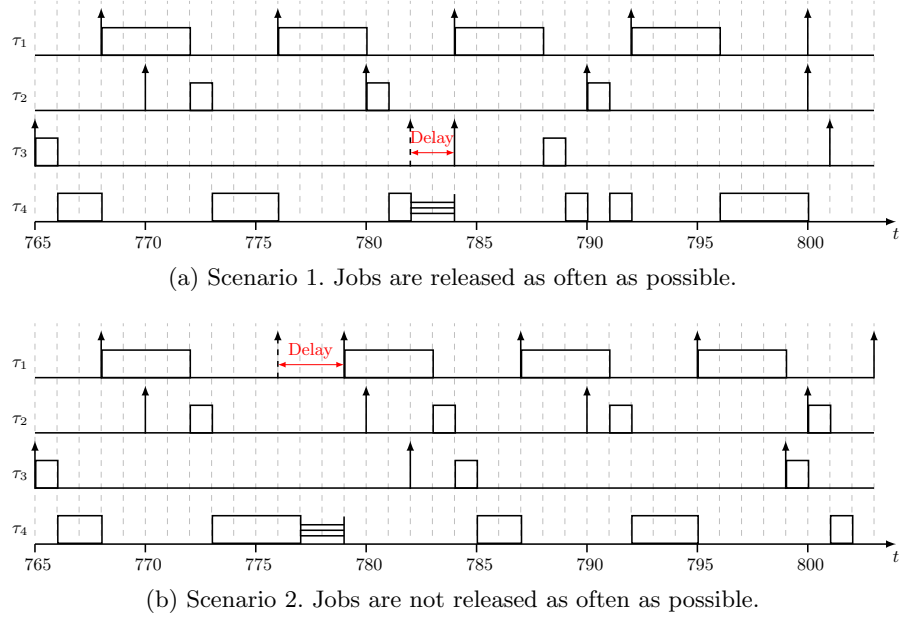 τ1
τ2
τ3
Delay
τ4
765 770 775 780 785 790 795 800 t
(a) Scenario 1. Jobs are released as often as possible.
τ1
Delay
τ2
τ3
τ4
765 770 775 780 785 790 795 800 t
(b) Scenario 2. Jobs are not released as often as possible.